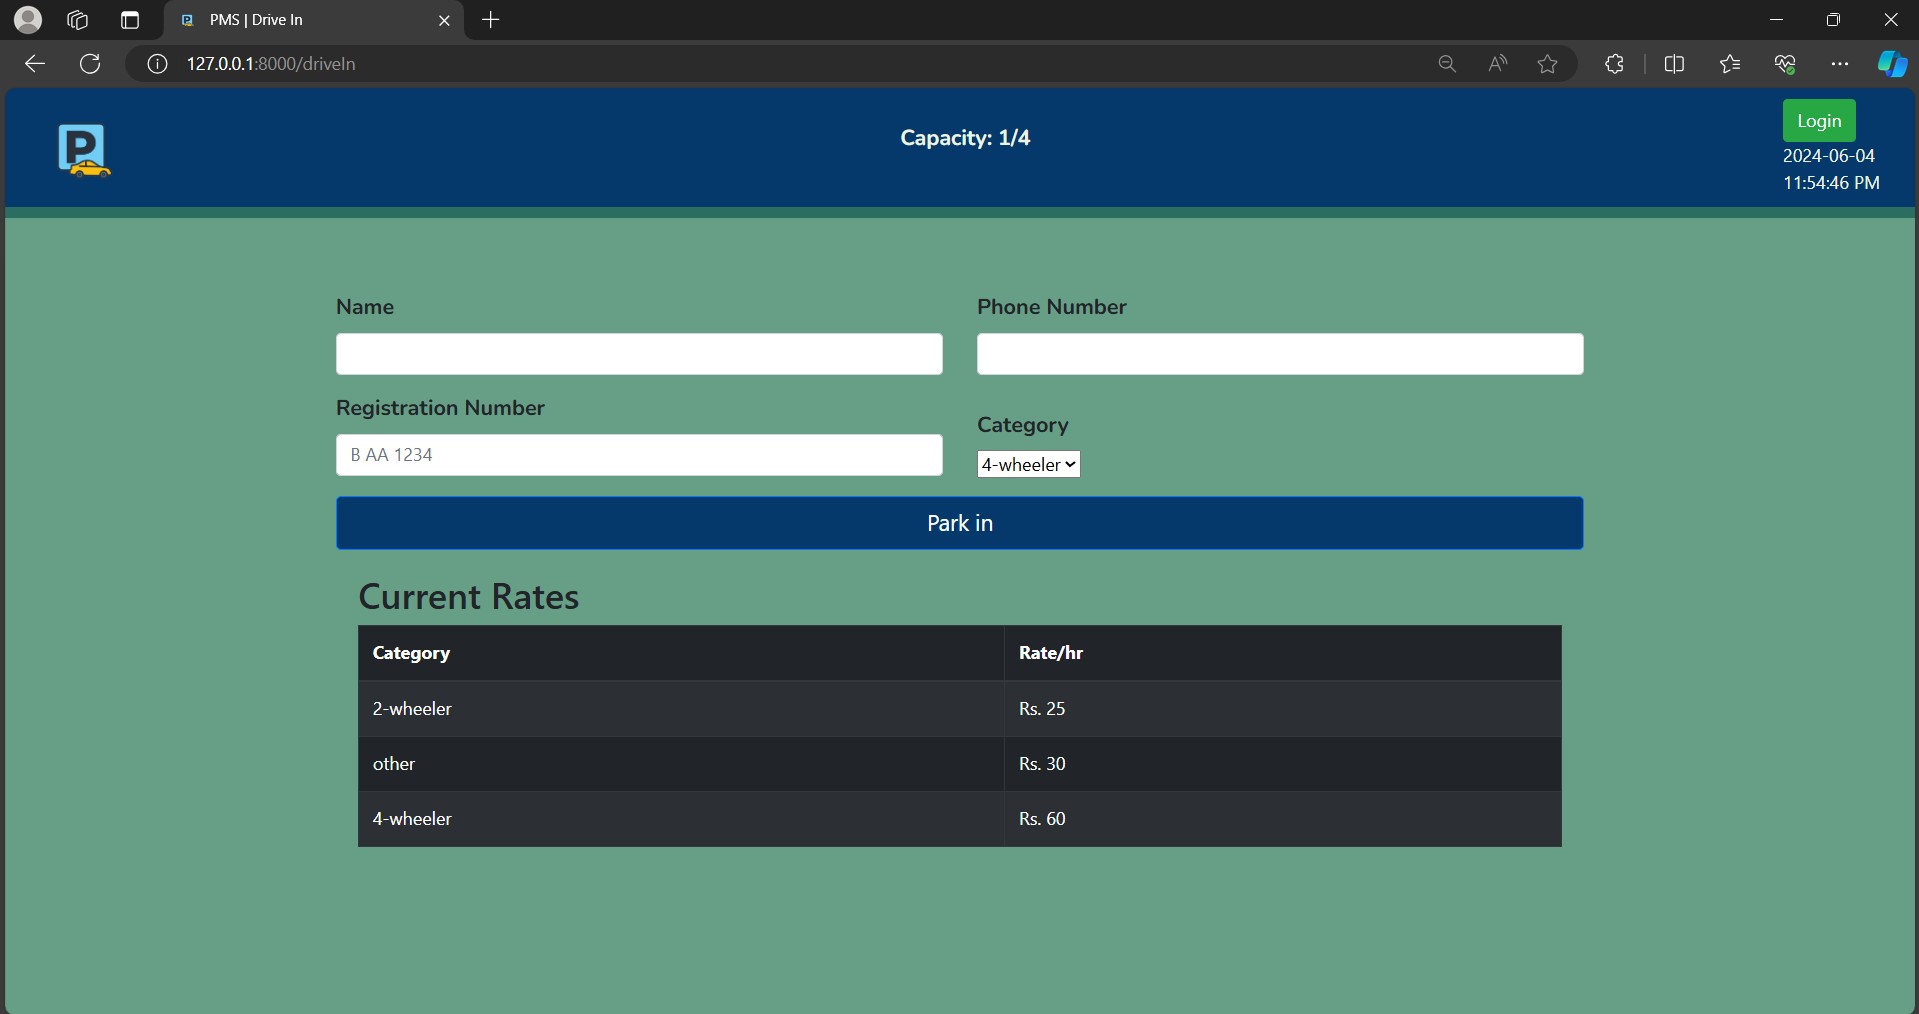 PMS | Drive In
127.0.0.1:8000/driveIn
P
Capacity: 1/4
Login
2024-06-04
11:54:46 PM
Name
Phone Number
Registration Number
B AA 1234
Category
4-wheeler
Park in
Current Rates
Category Rate/hr
2-wheeler Rs. 25
other Rs. 30
4-wheeler Rs. 60